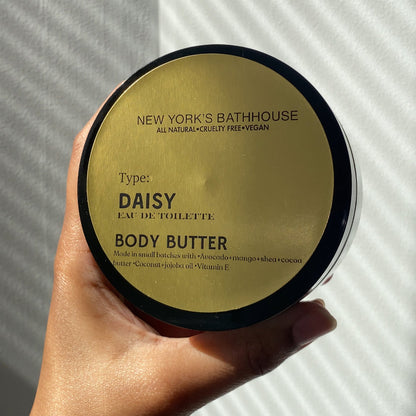 NEW YORK'S BATHHOUSE
ALL NATURAL•CRUELTY FREE•VEGAN
Type:
DAISY
EAU DE TOILETTE
BODY BUTTER
Made in small batches with •Avocado•mango•shea•cocoa
butter •Coconut•jojoba oil •Vitamin E